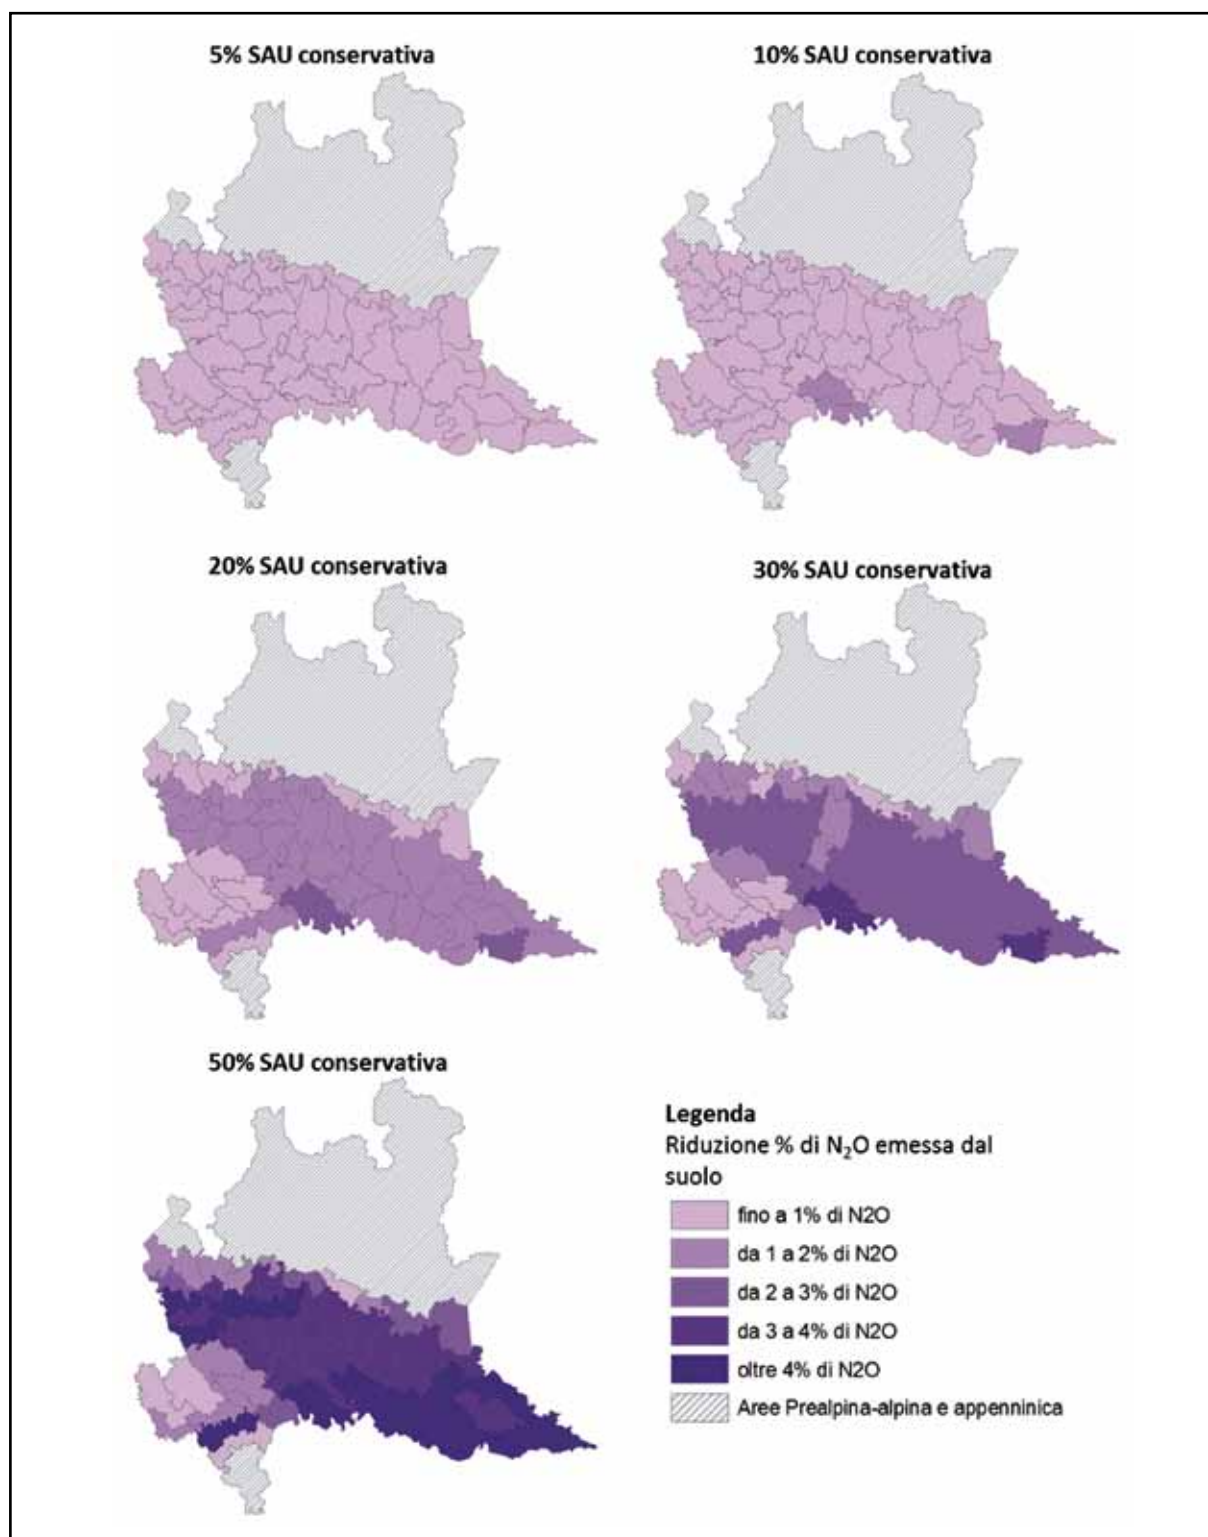 5% SAU conservativa
10% SAU conservativa
20% SAU conservativa
30% SAU conservativa
50% SAU conservativa
Legenda
Riduzione % di N₂O emessa dal
suolo
fino a 1% di N2O
da 1 a 2% di N2O
da 2 a 3% di N2O
da 3 a 4% di N2O
oltre 4% di N2O
Aree Prealpina-alpina e appenninica